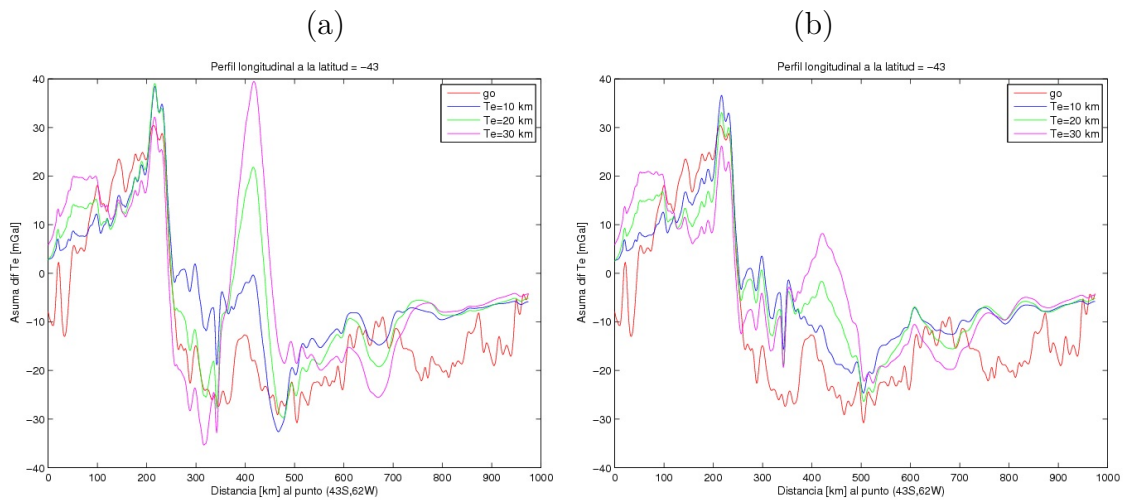 (a)
Perfil longitudinal a la latitud = −43
go
Te=10 km
Te=20 km
Te=30 km
Asuma dif Te [mGal]
40
30
20
10
0
−10
−20
−30
−40
0 100 200 300 400 500 600 700 800 900 1000
Distancia [km] al punto (43S,62W)
(b)
Perfil longitudinal a la latitud = −43
go
Te=10 km
Te=20 km
Te=30 km
Asuma dif Te [mGal]
40
30
20
10
0
−10
−20
−30
−40
0 100 200 300 400 500 600 700 800 900 1000
Distancia [km] al punto (43S,62W)